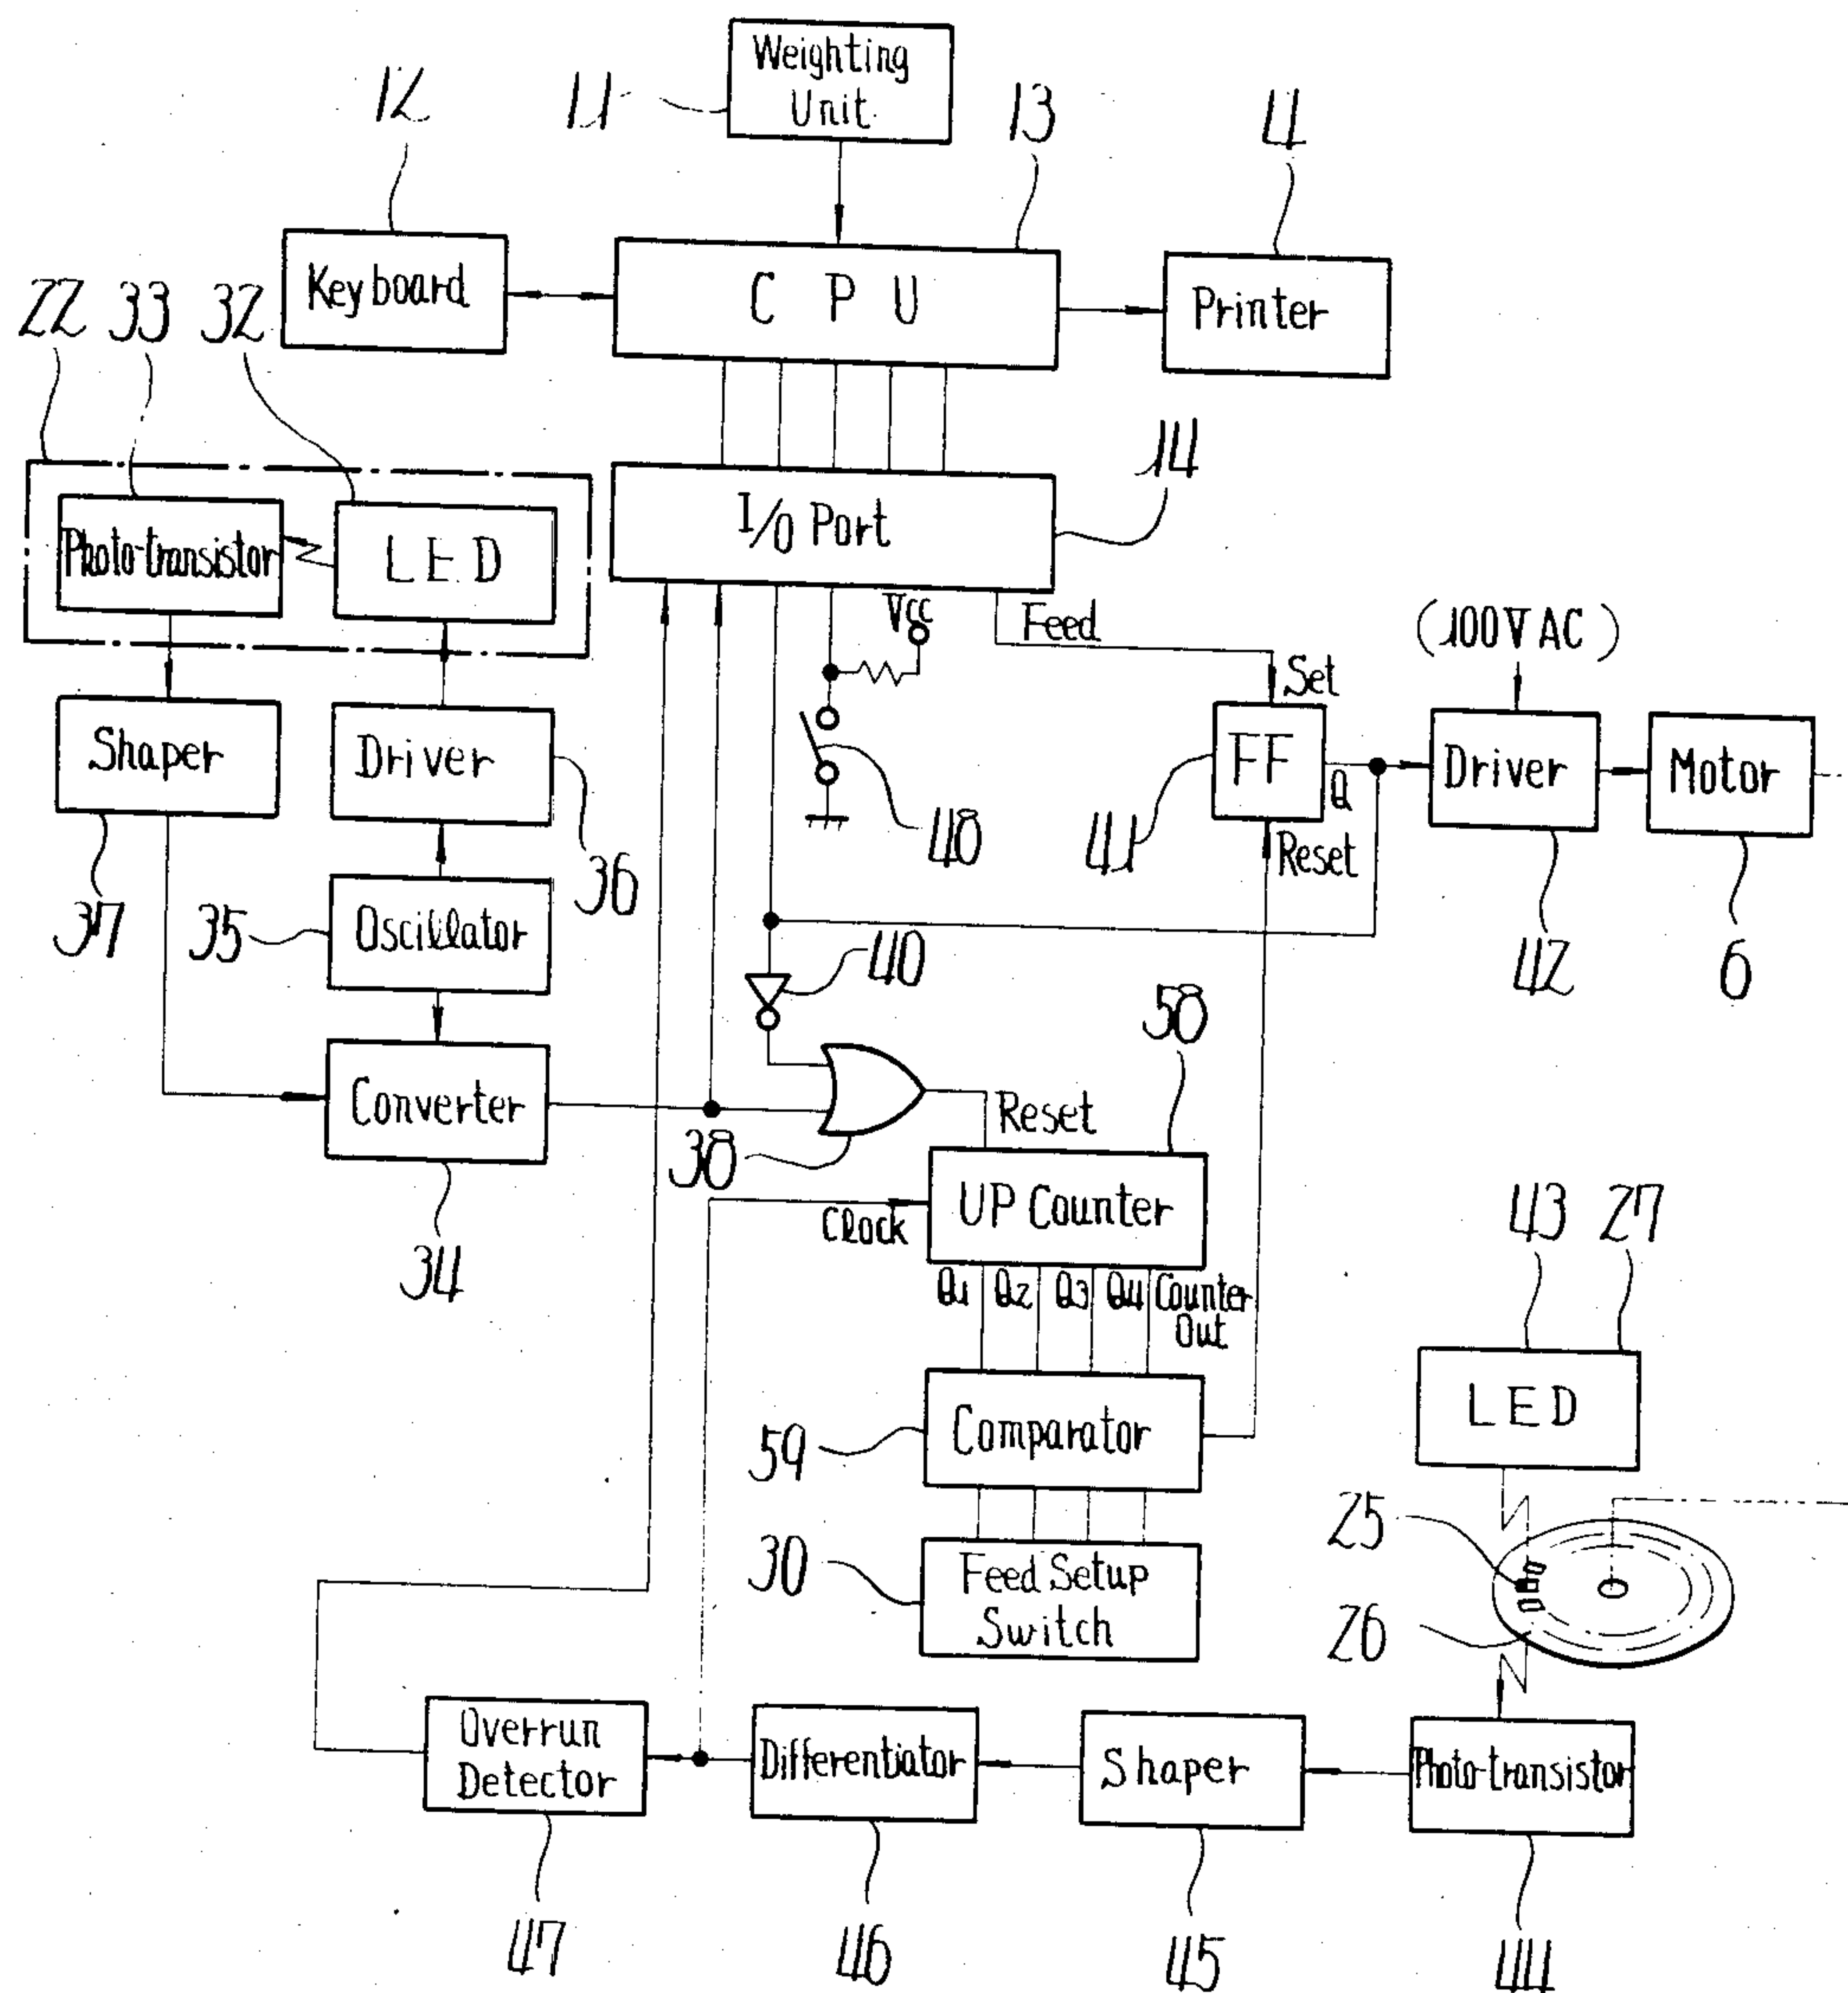 Weighting
Unit
11
12
13
4
Keyboard
C P U
Printer
22
33
32
14
I/O Port
Photo-transistor
LED
Vcc
Feed
(100V AC)
Set
Shaper
Driver
FF
Q
Driver
Motor
48
41
Reset
37
36
35
Oscillator
42
6
40
58
Converter
38
Reset
34
Clock
UP Counter
43
27
Q1
Q2
Q3
Q4
Counter
Out
LED
59
Comparator
25
30
Feed Setup
Switch
26
Overrun
Detector
Differentiator
Shaper
Photo-transistor
47
46
45
44